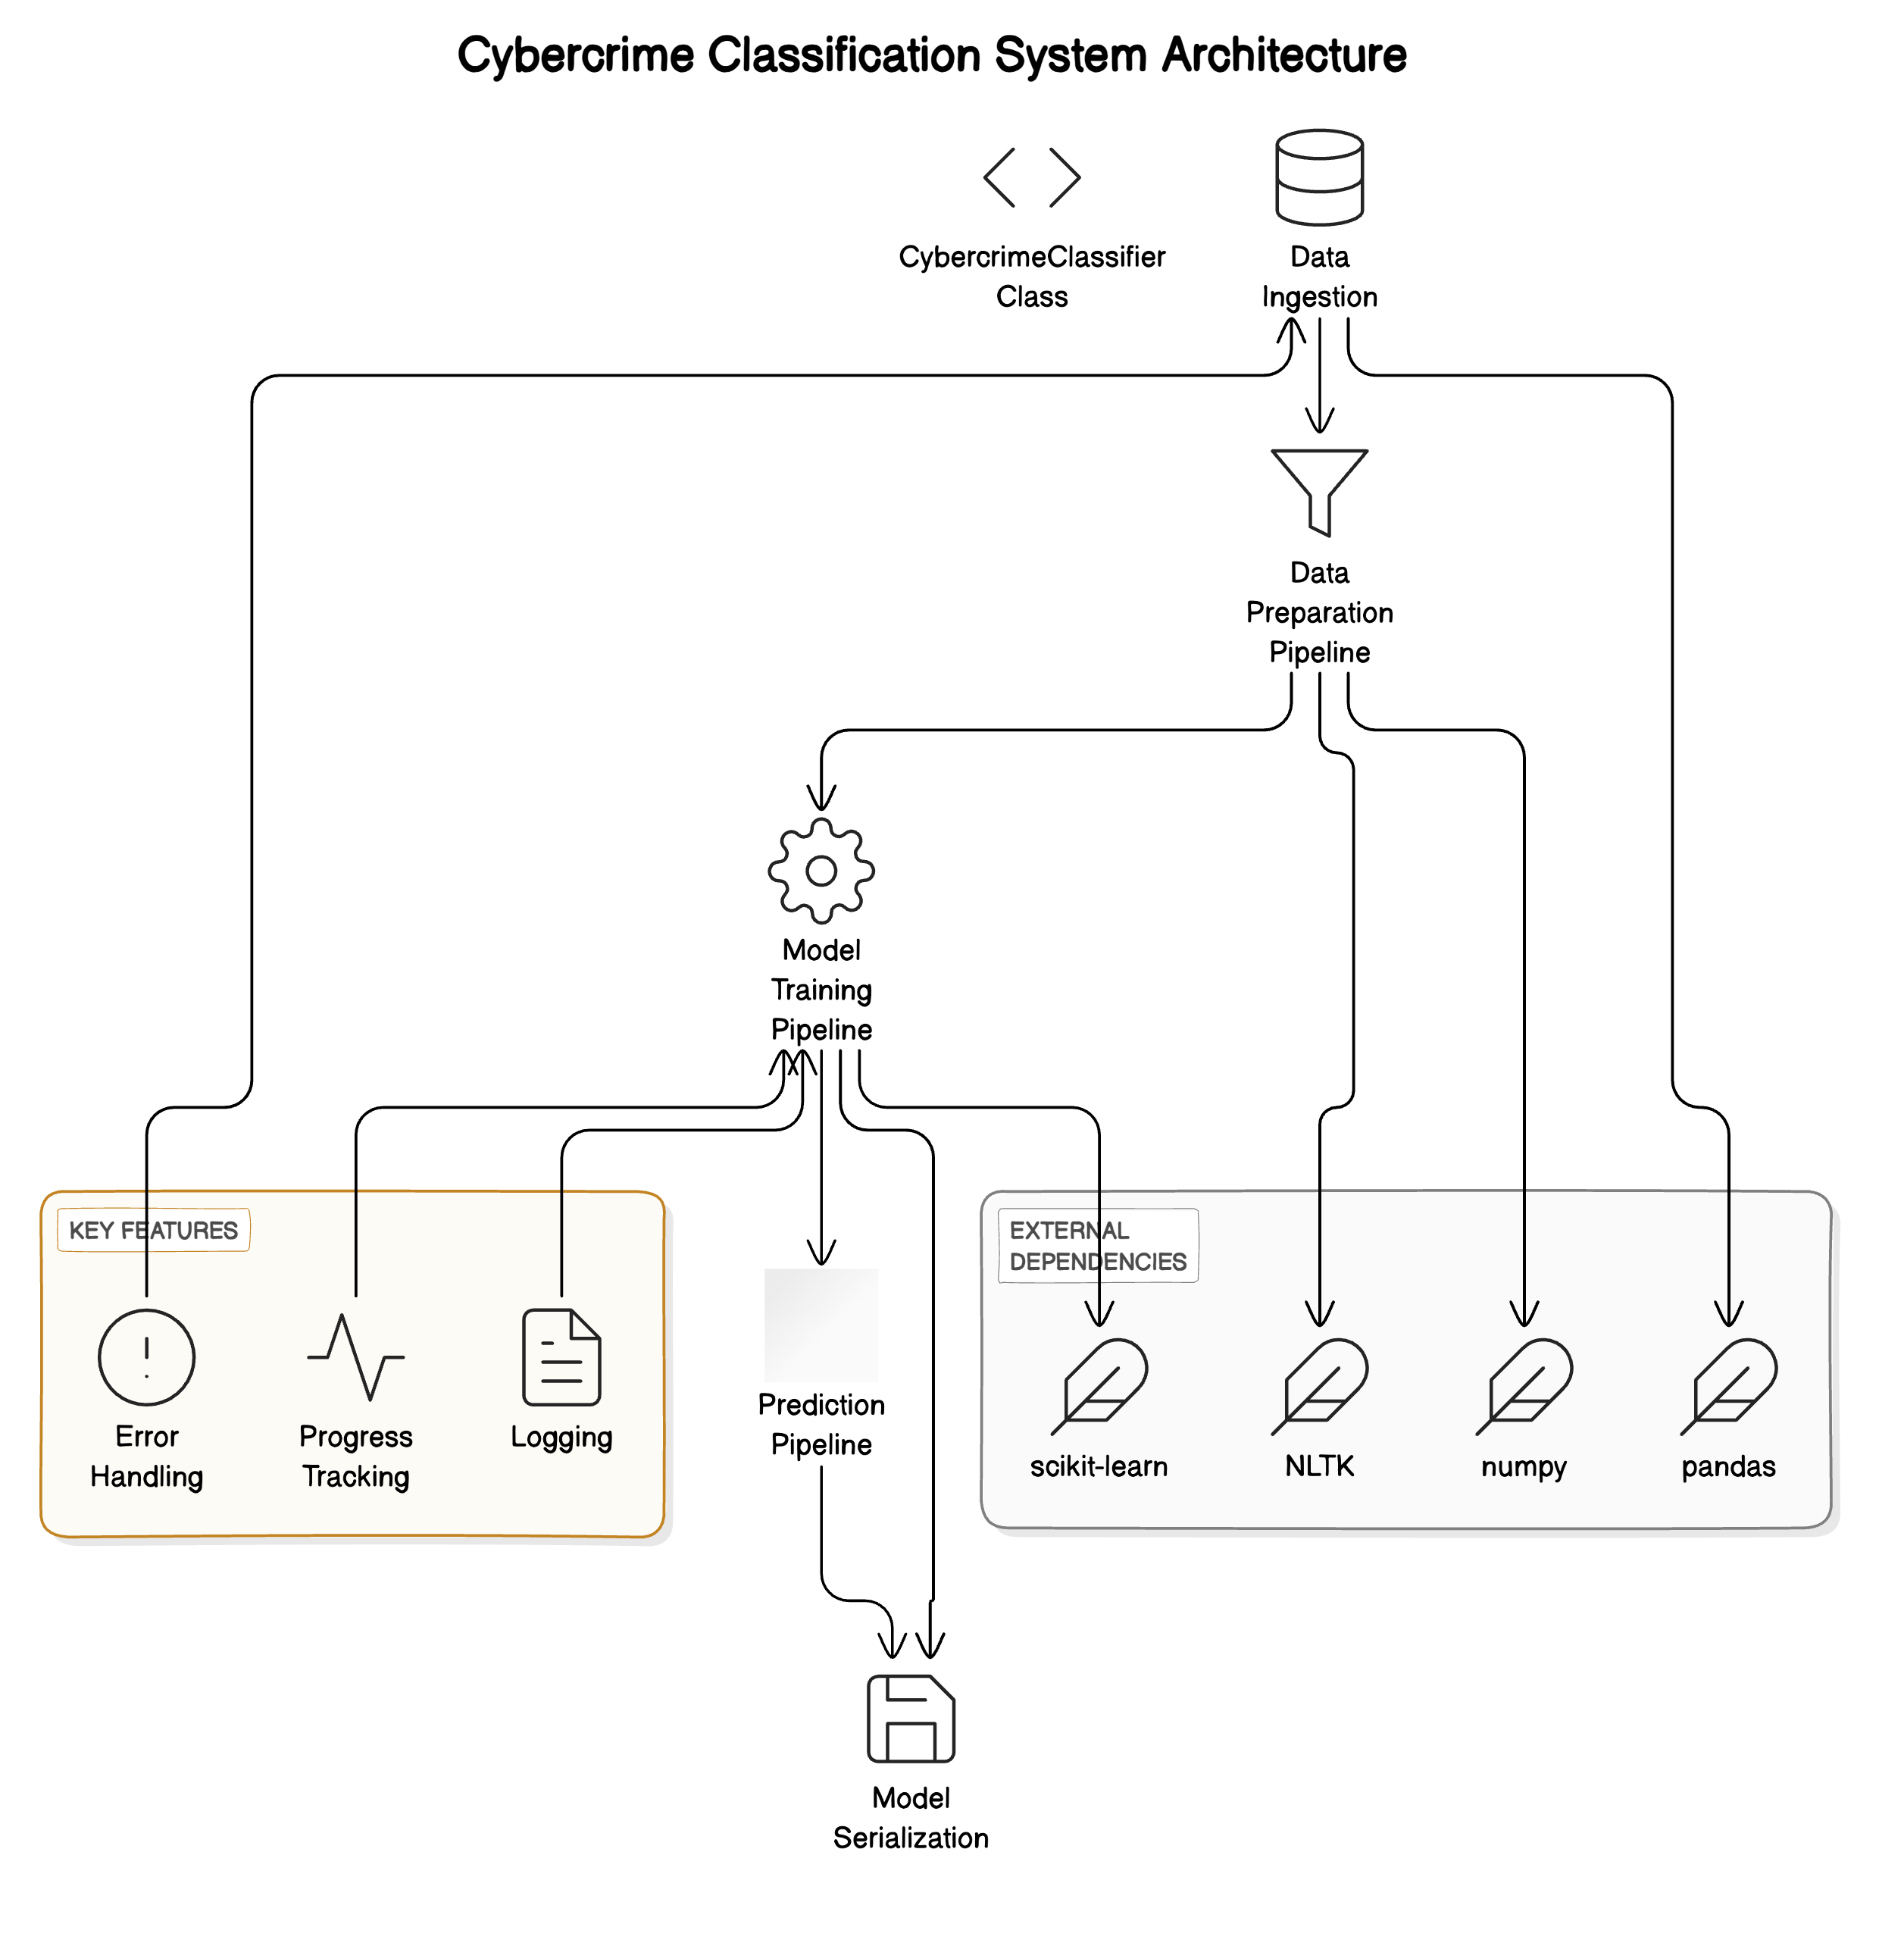 Cybercrime Classification System Architecture
CybercrimeClassifier
Class
Data
Ingestion
Data
Preparation
Pipeline
Model
Training
Pipeline
KEY FEATURES
Error
Handling
Progress
Tracking
Logging
Prediction
Pipeline
EXTERNAL
DEPENDENCIES
scikit-learn
NLTK
numpy
pandas
Model
Serialization